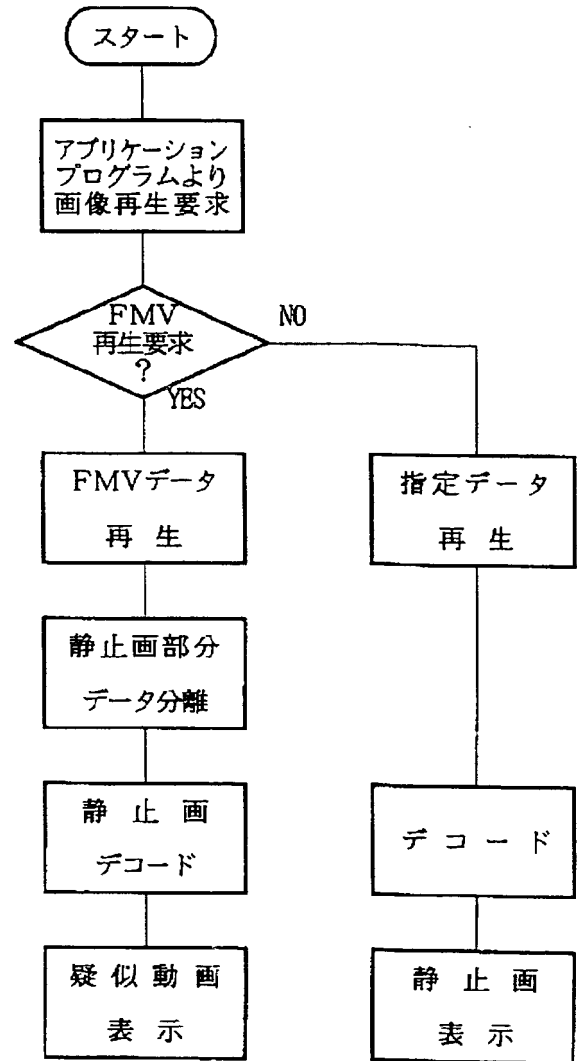 スタート
アプリケーション
プログラムより
画像再生要求
FMV
再生要求
?
NO
YES
FMVデータ
再生
指定データ
再生
静止画部分
データ分離
静止画
デコード
デコード
疑似動画
表示
静止画
表示